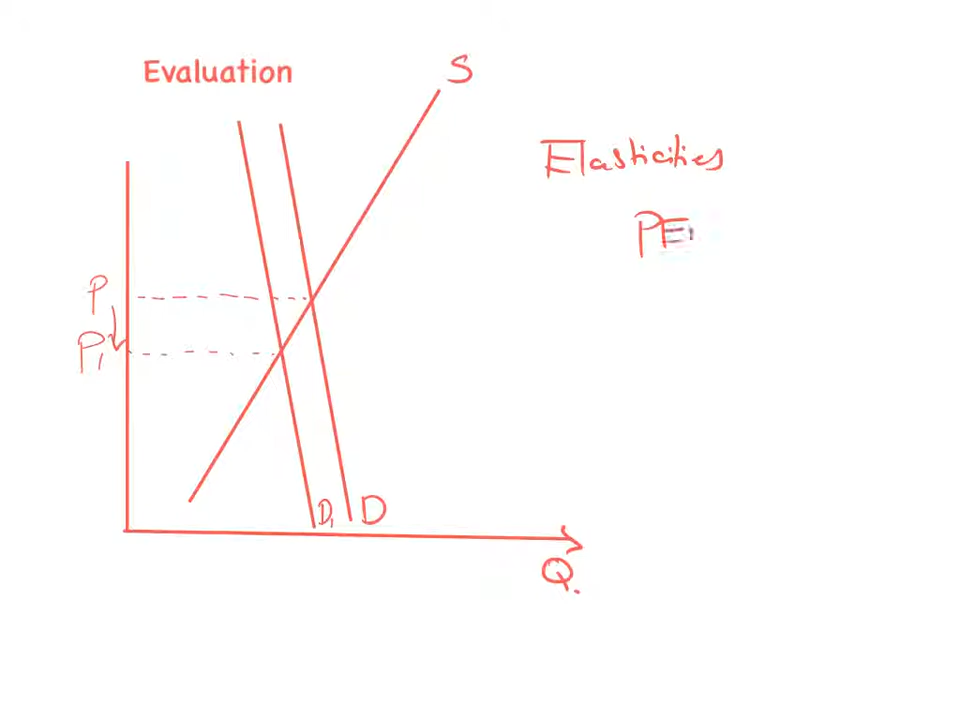 Evaluation
S
Elasticities
PE
P
P₁
D₁ D
Q.